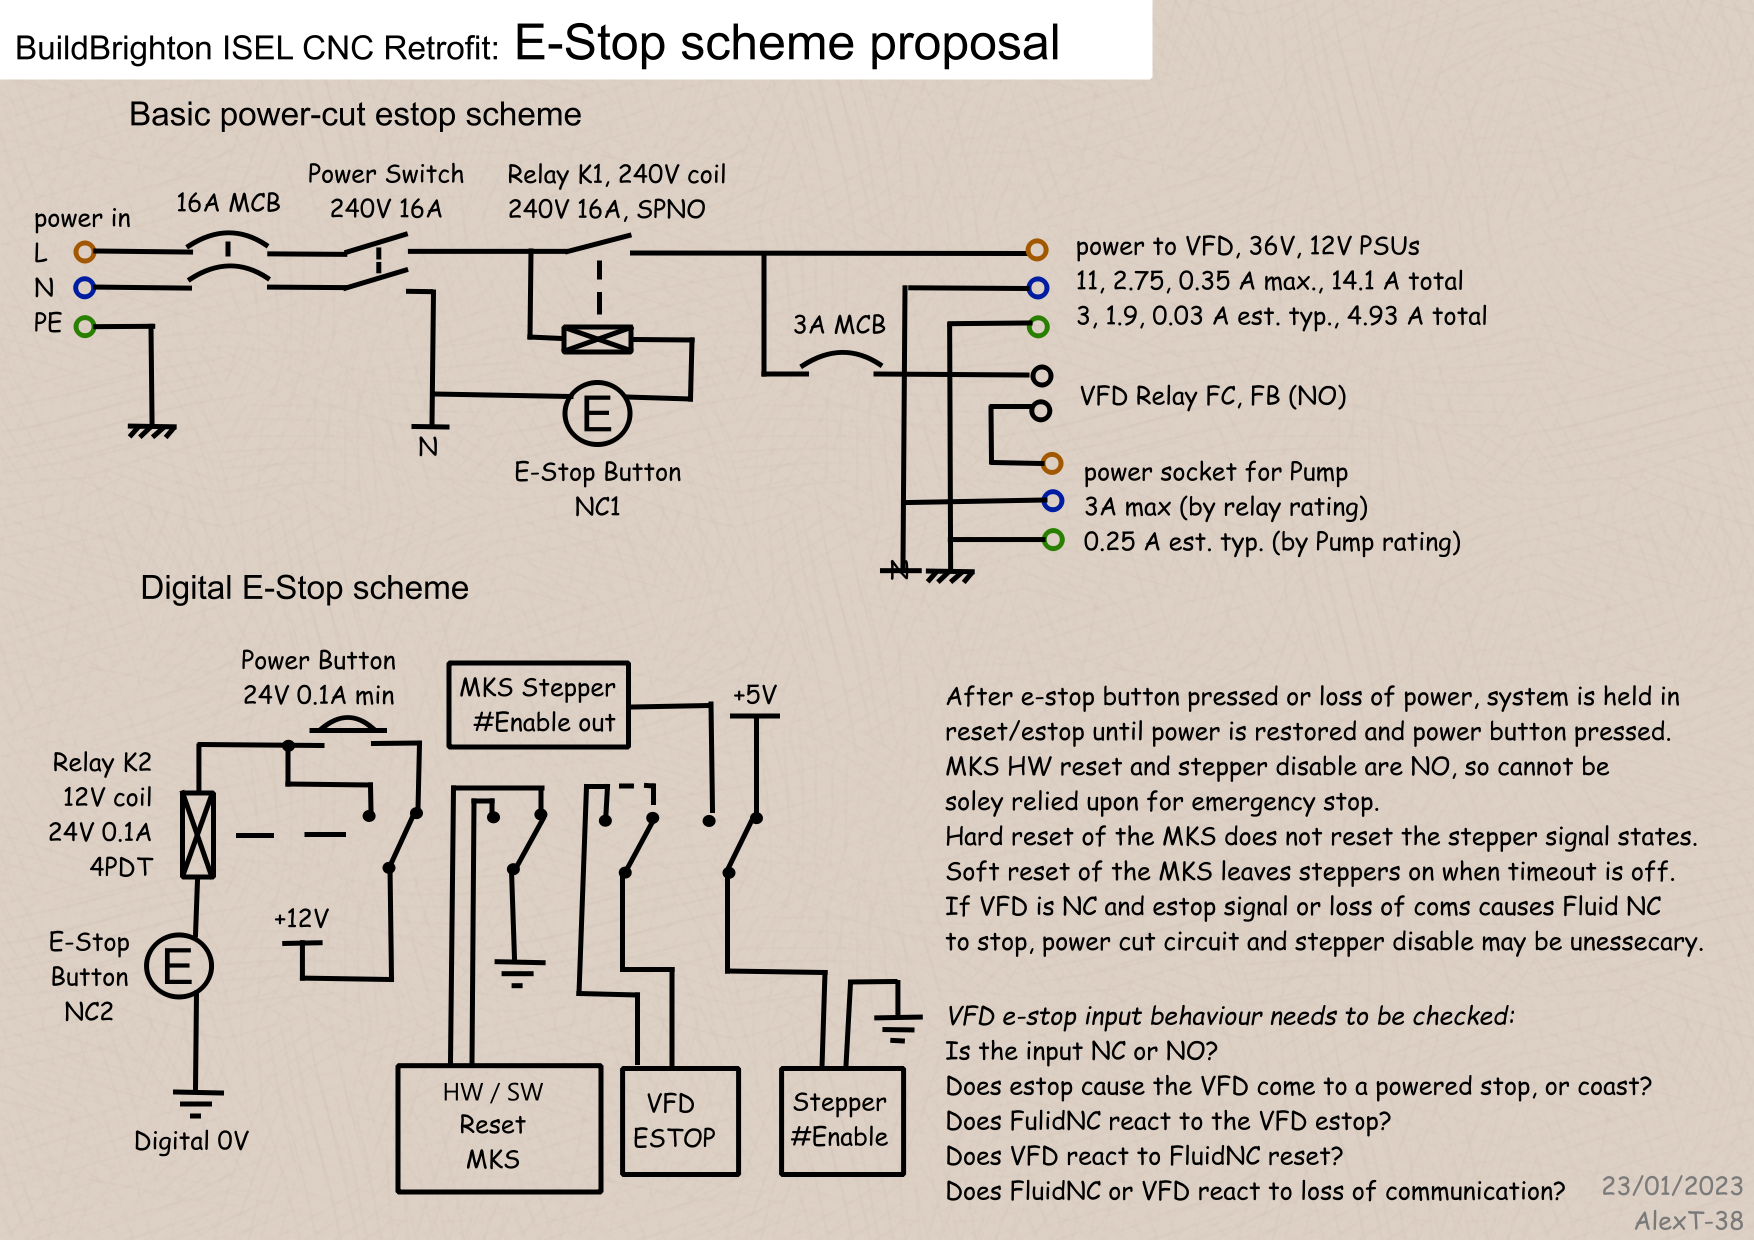 BuildBrighton ISEL CNC Retrofit: E-Stop scheme proposal
Basic power-cut estop scheme
power in
L
N
PE
16A MCB
Power Switch
240V 16A
Relay K1, 240V coil
240V 16A, SPNO
N
E
E-Stop Button
NC1
3A MCB
power to VFD, 36V, 12V PSUs
11, 2.75, 0.35 A max., 14.1 A total
3, 1.9, 0.03 A est. typ., 4.93 A total
VFD Relay FC, FB (NO)
power socket for Pump
3A max (by relay rating)
0.25 A est. typ. (by Pump rating)
N
Digital E-Stop scheme
Power Button
24V 0.1A min
Relay K2
12V coil
24V 0.1A
4PDT
+12V
E-Stop
Button
NC2
E
Digital 0V
MKS Stepper
#Enable out
+5V
HW / SW
Reset
MKS
VFD
ESTOP
Stepper
#Enable
After e-stop button pressed or loss of power, system is held in
reset/estop until power is restored and power button pressed.
MKS HW reset and stepper disable are NO, so cannot be
soley relied upon for emergency stop.
Hard reset of the MKS does not reset the stepper signal states.
Soft reset of the MKS leaves steppers on when timeout is off.
If VFD is NC and estop signal or loss of coms causes Fluid NC
to stop, power cut circuit and stepper disable may be unessecary.
VFD e-stop input behaviour needs to be checked:
Is the input NC or NO?
Does estop cause the VFD come to a powered stop, or coast?
Does FulidNC react to the VFD estop?
Does VFD react to FluidNC reset?
Does FluidNC or VFD react to loss of communication?
23/01/2023
AlexT-38